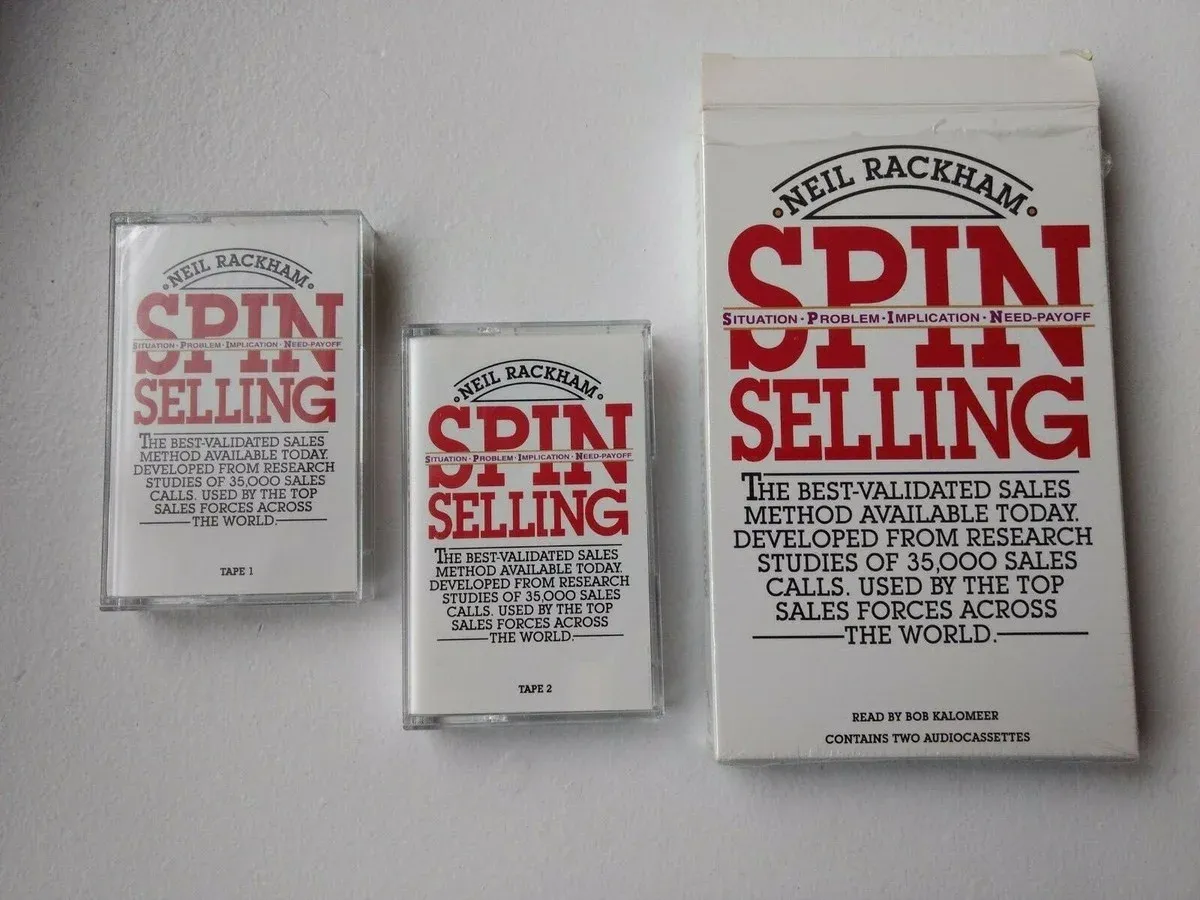 NEIL RACKHAM
SPIN
SITUATION · PROBLEM · IMPLICATION · NEED-PAYOFF
SELLING
THE BEST-VALIDATED SALES
METHOD AVAILABLE TODAY.
DEVELOPED FROM RESEARCH
STUDIES OF 35,000 SALES
CALLS. USED BY THE TOP
SALES FORCES ACROSS
THE WORLD.
TAPE 1
NEIL RACKHAM
SPIN
SITUATION · PROBLEM · IMPLICATION · NEED-PAYOFF
SELLING
THE BEST-VALIDATED SALES
METHOD AVAILABLE TODAY.
DEVELOPED FROM RESEARCH
STUDIES OF 35,000 SALES
CALLS. USED BY THE TOP
SALES FORCES ACROSS
THE WORLD.
TAPE 2
NEIL RACKHAM
SPIN
SITUATION · PROBLEM · IMPLICATION · NEED-PAYOFF
SELLING
THE BEST-VALIDATED SALES
METHOD AVAILABLE TODAY.
DEVELOPED FROM RESEARCH
STUDIES OF 35,000 SALES
CALLS. USED BY THE TOP
SALES FORCES ACROSS
THE WORLD.
READ BY BOB KALOMEER
CONTAINS TWO AUDIOCASSETTES